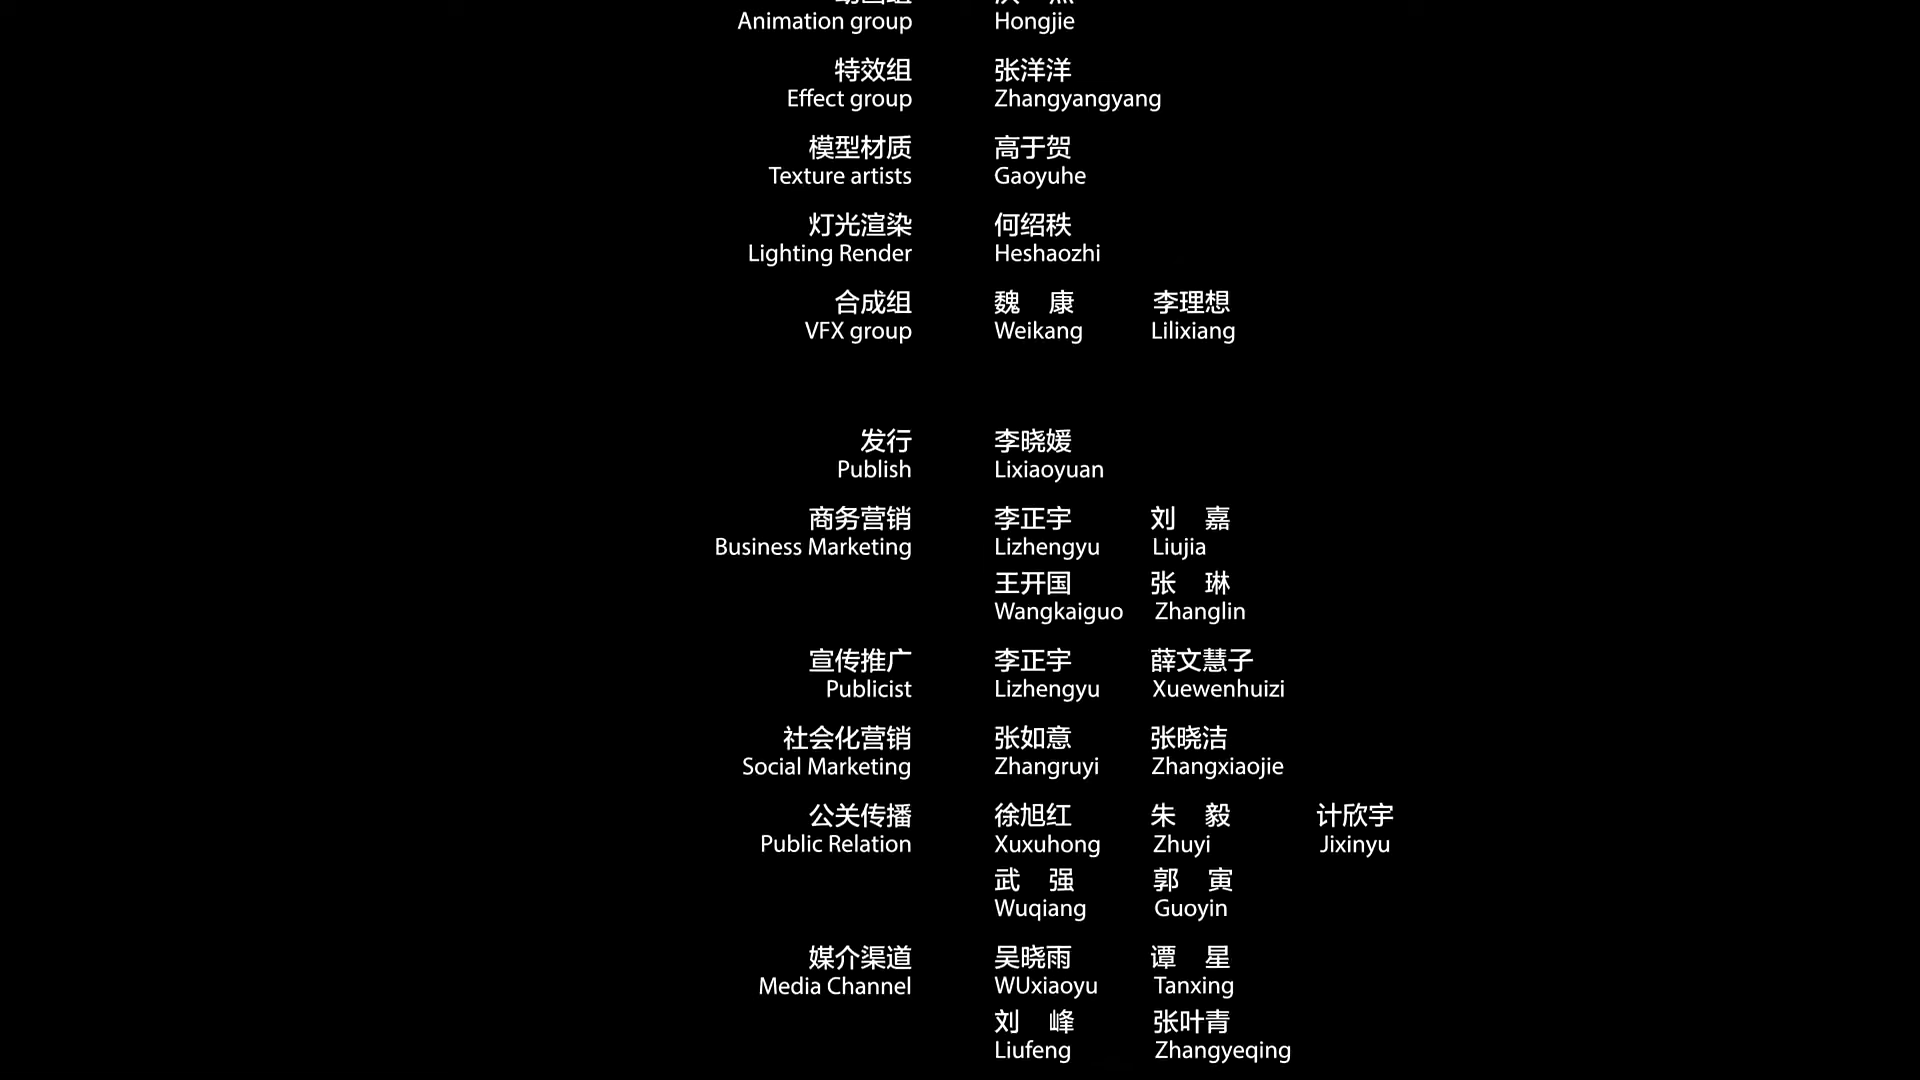 Animation group Hongjie
特效组 张洋洋
Effect group Zhangyangyang
模型材质 高于贺
Texture artists Gaoyuhe
灯光渲染 何绍秩
Lighting Render Heshaozhi
合成组 魏 康 李理想
VFX group Weikang Lilixiang
发行 李晓媛
Publish Lixiaoyuan
商务营销 李正宇 刘 嘉
Business Marketing Lizhengyu Liujia
王开国 张 琳
Wangkaiguo Zhanglin
宣传推广 李正宇 薛文慧子
Publicist Lizhengyu Xuewenhuizi
社会化营销 张如意 张晓洁
Social Marketing Zhangruyi Zhangxiaojie
公关传播 徐旭红 朱 毅 计欣宇
Public Relation Xuxuhong Zhuyi Jixinyu
武 强 郭 寅
Wuqiang Guoyin
媒介渠道 吴晓雨 谭 星
Media Channel WUxiaoyu Tanxing
刘 峰 张叶青
Liufeng Zhangyeqing